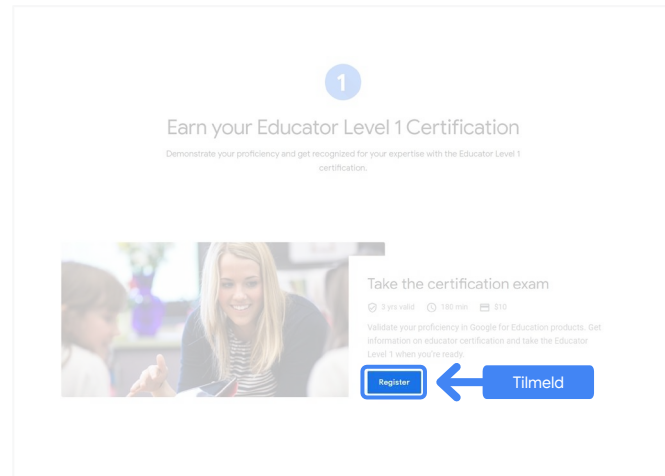 1
Earn your Educator Level 1 Certification
Demonstrate your proficiency and get recognized for your expertise with the Educator Level 1
certification.
Take the certification exam
3 yrs valid 180 min $10
Validate your proficiency in Google for Education products. Get
information on educator certification and take the Educator
Level 1 when you're ready.
Register
Tilmeld